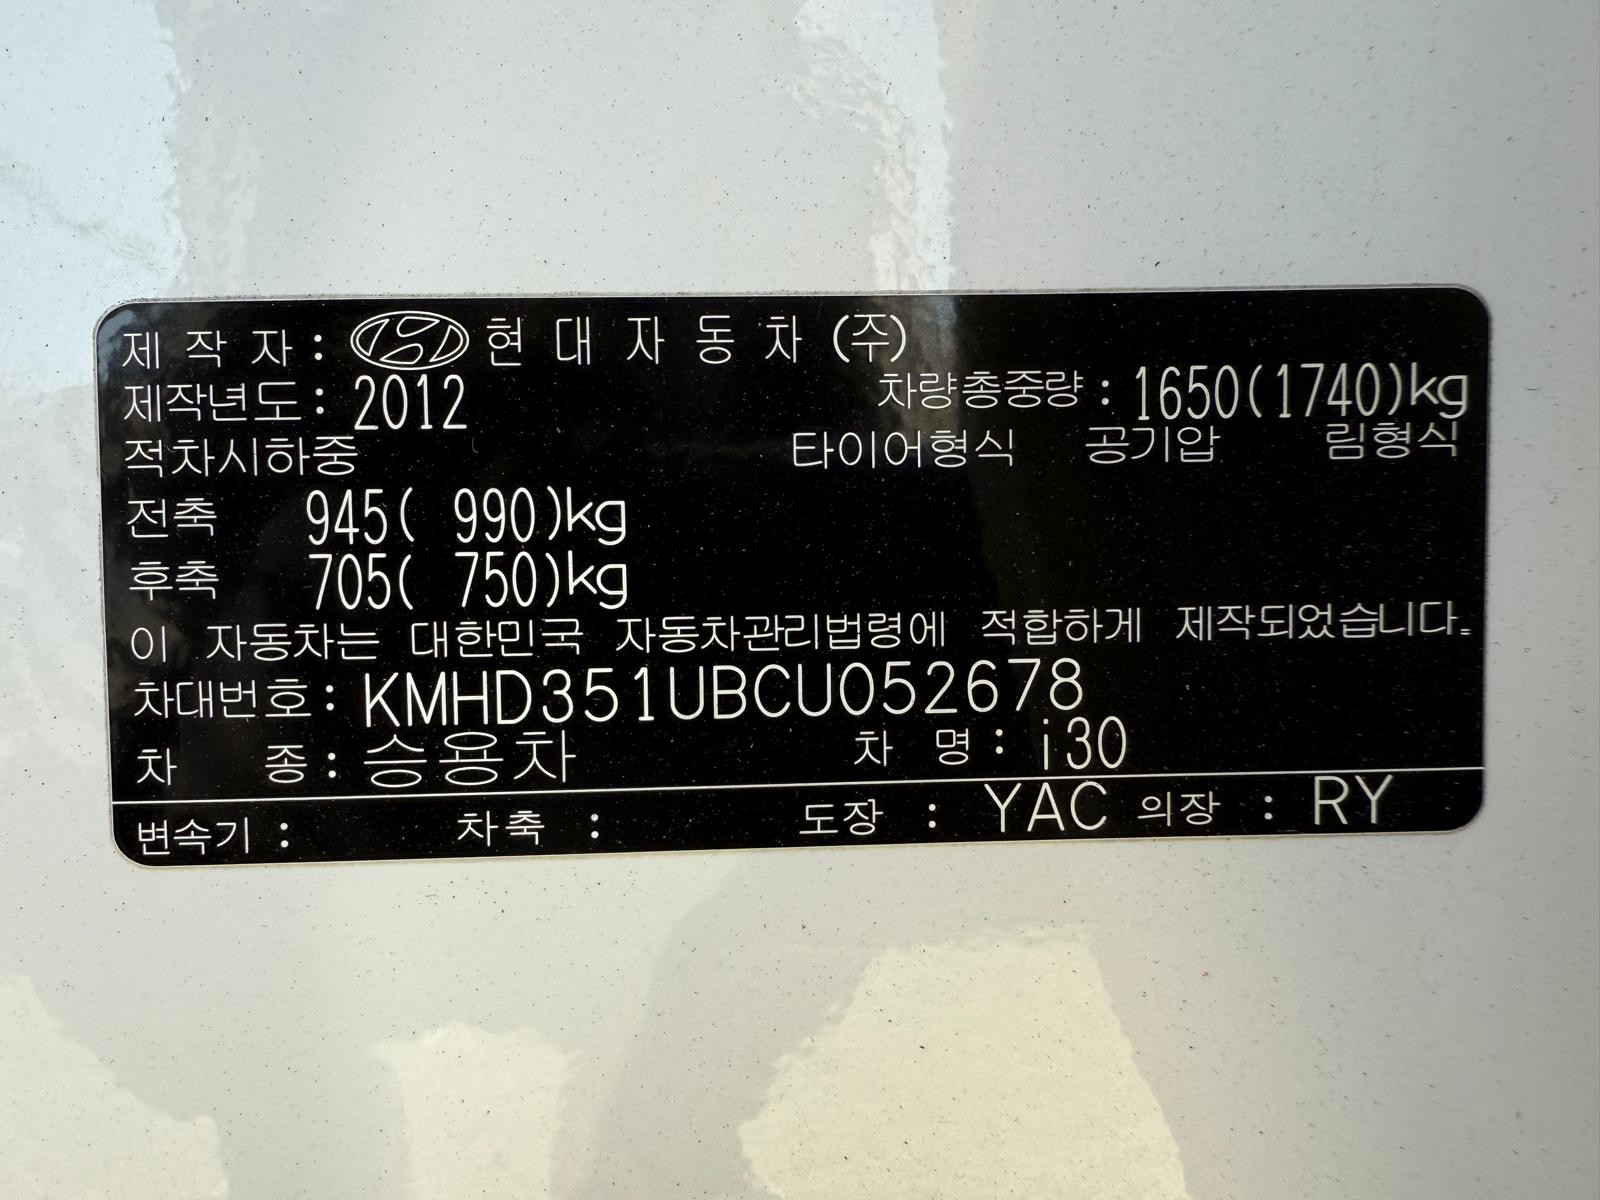 제 작 자 : 현 대 자 동 차 (주)
제작년도 : 2012 차량총중량 : 1650(1740)kg
적차시하중 타이어형식 공기압 림형식
전축 945( 990)kg
후축 705( 750)kg
이 자동차는 대한민국 자동차관리법령에 적합하게 제작되었습니다.
차대번호 : KMHD351UBCU052678
차 종 : 승용차 차 명 : i30
변속기 : 차축 : 도장 : YAC 의장 : RY